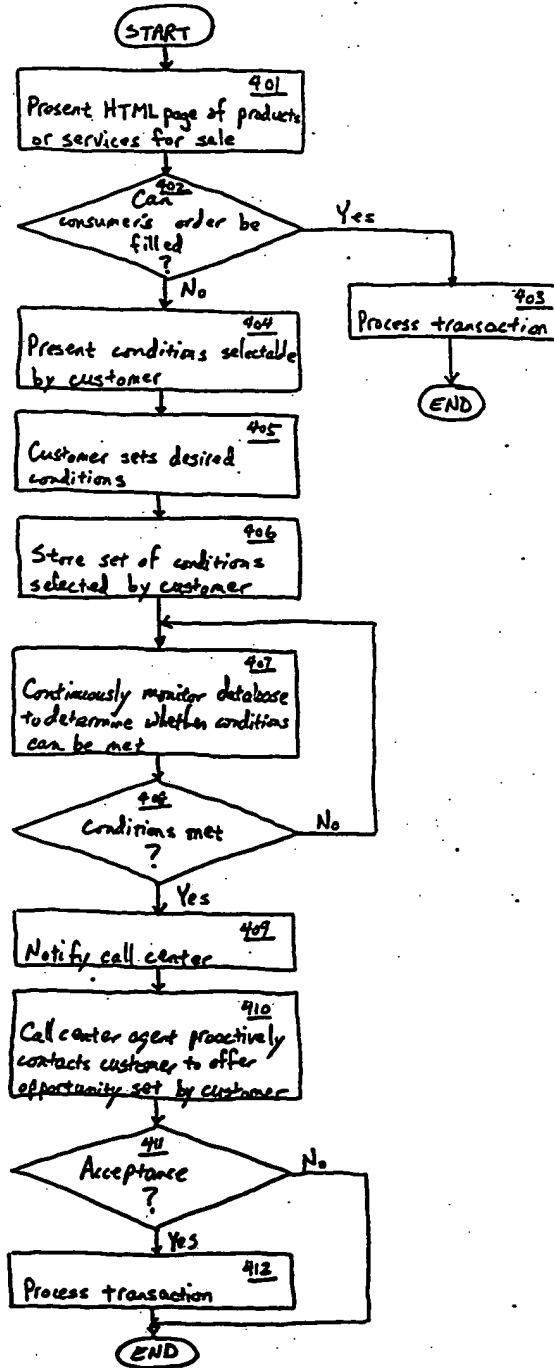 START
401
Present HTML page of products
or services for sale
402
Can
consumer's order be
filled
?
Yes
No
403
Process transaction
END
404
Present conditions selectable
by customer
405
Customer sets desired
conditions
406
Store set of conditions
selected by customer
407
Continuously monitor database
to determine whether conditions
can be met
Conditions met
?
No
Yes
409
Notify call center
410
Call center agent proactively
contacts customer to offer
opportunity set by customer
411
Acceptance
?
No
Yes
412
Process transaction
END